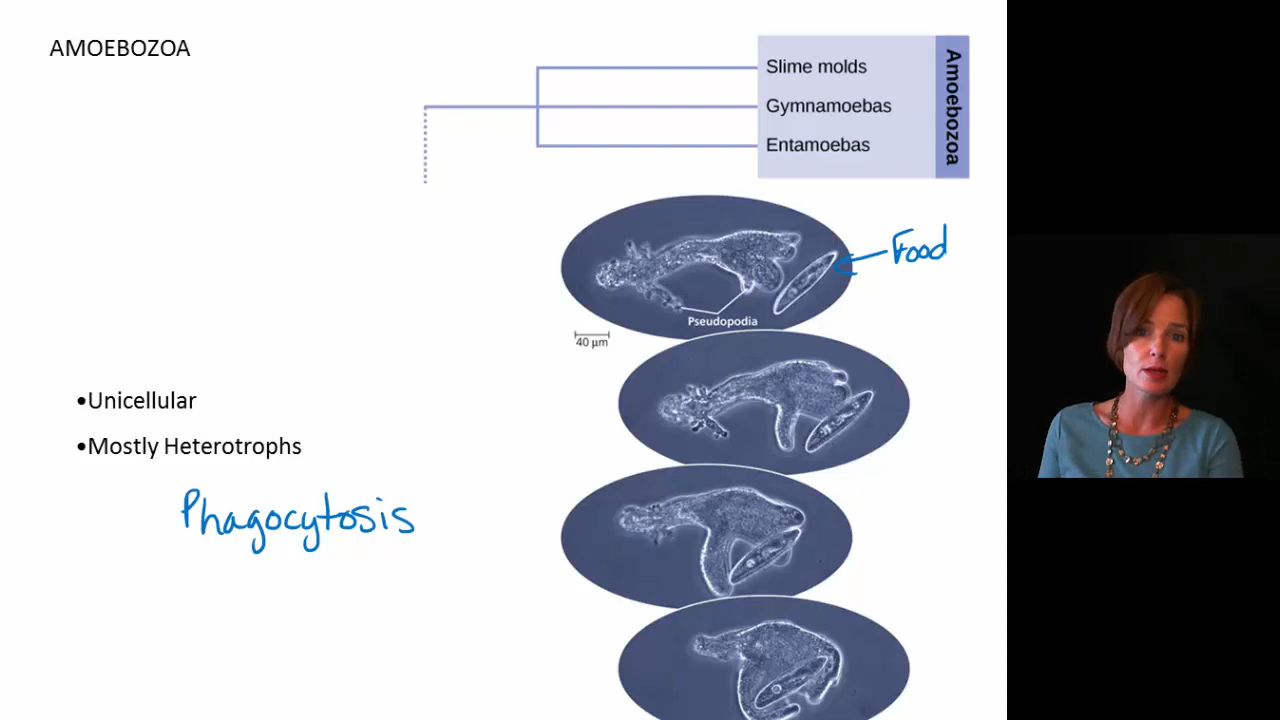 AMOEBOZOA
Slime molds
Gymnamoebas
Entamoebas
Amoebozoa
Food
Pseudopodia
40 µm
•Unicellular
•Mostly Heterotrophs
Phagocytosis